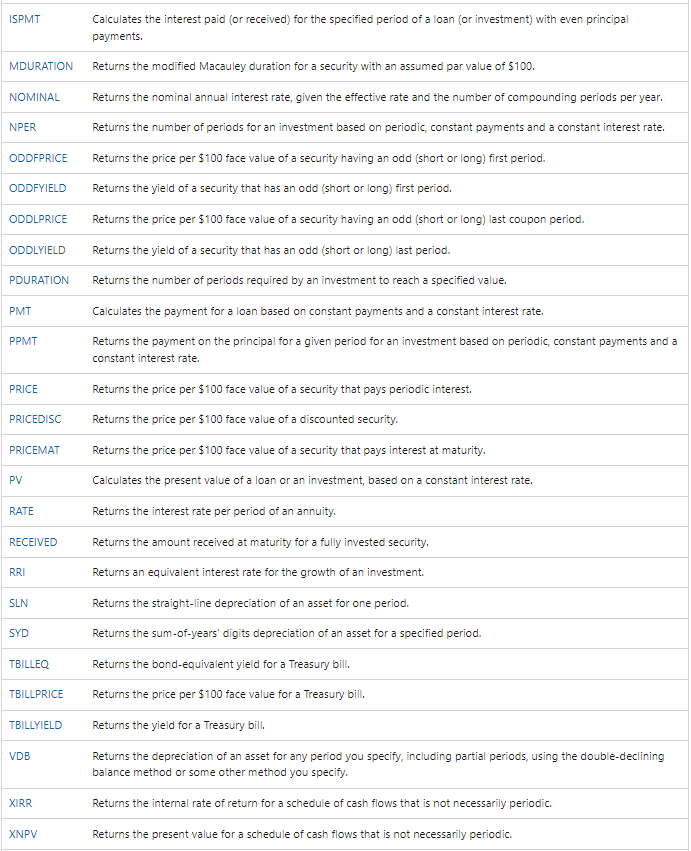 ISPMT Calculates the interest paid (or received) for the specified period of a loan (or investment) with even principal
payments.
MDURATION Returns the modified Macauley duration for a security with an assumed par value of $100.
NOMINAL Returns the nominal annual interest rate, given the effective rate and the number of compounding periods per year.
NPER Returns the number of periods for an investment based on periodic, constant payments and a constant interest rate.
ODDFPRICE Returns the price per $100 face value of a security having an odd (short or long) first period.
ODDFYIELD Returns the yield of a security that has an odd (short or long) first period.
ODDLPRICE Returns the price per $100 face value of a security having an odd (short or long) last coupon period.
ODDLYIELD Returns the yield of a security that has an odd (short or long) last period.
PDURATION Returns the number of periods required by an investment to reach a specified value.
PMT Calculates the payment for a loan based on constant payments and a constant interest rate.
PPMT Returns the payment on the principal for a given period for an investment based on periodic, constant payments and a
constant interest rate.
PRICE Returns the price per $100 face value of a security that pays periodic interest.
PRICEDISC Returns the price per $100 face value of a discounted security.
PRICEMAT Returns the price per $100 face value of a security that pays interest at maturity.
PV Calculates the present value of a loan or an investment, based on a constant interest rate.
RATE Returns the interest rate per period of an annuity.
RECEIVED Returns the amount received at maturity for a fully invested security.
RRI Returns an equivalent interest rate for the growth of an investment.
SLN Returns the straight-line depreciation of an asset for one period.
SYD Returns the sum-of-years' digits depreciation of an asset for a specified period.
TBILLEQ Returns the bond-equivalent yield for a Treasury bill.
TBILLPRICE Returns the price per $100 face value for a Treasury bill.
TBILLYIELD Returns the yield for a Treasury bill.
VDB Returns the depreciation of an asset for any period you specify, including partial periods, using the double-declining
balance method or some other method you specify.
XIRR Returns the internal rate of return for a schedule of cash flows that is not necessarily periodic.
XNPV Returns the present value for a schedule of cash flows that is not necessarily periodic.